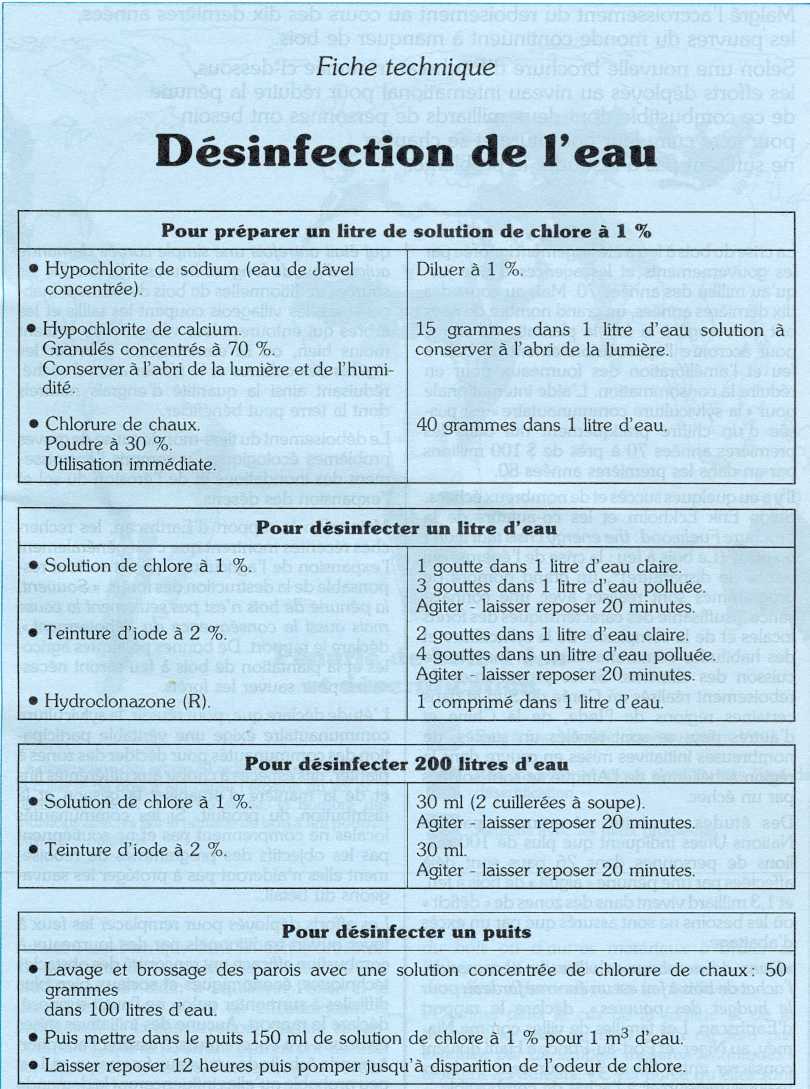 Fiche technique
Désinfection de l'eau
Pour préparer un litre de solution de chlore à 1 %
● Hypochlorite de sodium (eau de Javel
concentrée).
Diluer à 1 %.
● Hypochlorite de calcium.
Granulés concentrés à 70 %.
Conserver à l'abri de la lumière et de l'humi-
dité.
15 grammes dans 1 litre d'eau solution à
conserver à l'abri de la lumière.
● Chlorure de chaux.
Poudre à 30 %.
Utilisation immédiate.
40 grammes dans 1 litre d'eau.
Pour désinfecter un litre d'eau
● Solution de chlore à 1 %.
1 goutte dans 1 litre d'eau claire.
3 gouttes dans 1 litre d'eau polluée.
Agiter - laisser reposer 20 minutes.
● Teinture d'iode à 2 %.
2 gouttes dans 1 litre d'eau claire.
4 gouttes dans un litre d'eau polluée.
Agiter - laisser reposer 20 minutes.
● Hydroclonazone (R).
1 comprimé dans 1 litre d'eau.
Pour désinfecter 200 litres d'eau
● Solution de chlore à 1 %.
30 ml (2 cuillerées à soupe).
Agiter - laisser reposer 20 minutes.
● Teinture d'iode à 2 %.
30 ml.
Agiter - laisser reposer 20 minutes.
Pour désinfecter un puits
● Lavage et brossage des parois avec une solution concentrée de chlorure de chaux : 50
grammes
dans 100 litres d'eau.
● Puis mettre dans le puits 150 ml de solution de chlore à 1 % pour 1 m³ d'eau.
● Laisser reposer 12 heures puis pomper jusqu'à disparition de l'odeur de chlore.